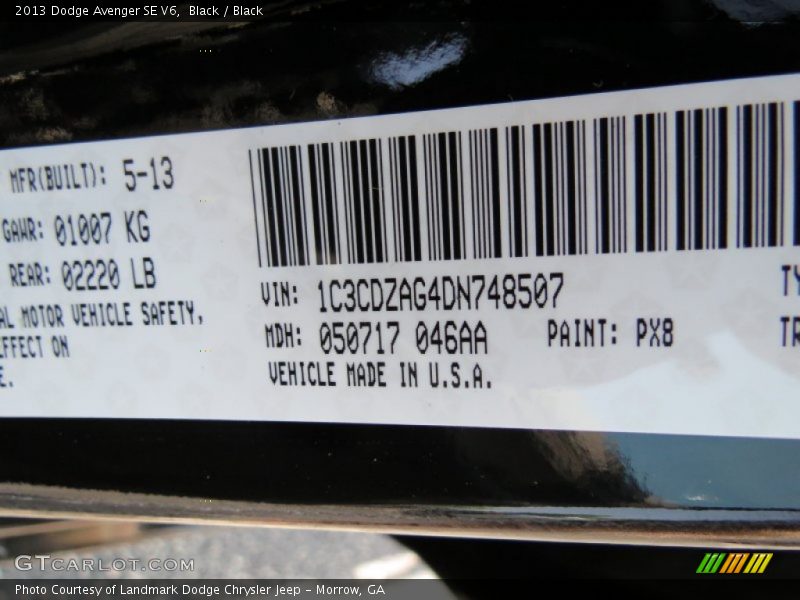 2013 Dodge Avenger SE V6, Black / Black
MFR(BUILT): 5-13
GAWR: 01007 KG
REAR: 02220 LB
AL MOTOR VEHICLE SAFETY,
EFFECT ON
E.
VIN: 1C3CDZAG4DN748507
MDH: 050717 046AA PAINT: PX8
VEHICLE MADE IN U.S.A.
TY
TR
GTCARLOT.COM
Photo Courtesy of Landmark Dodge Chrysler Jeep - Morrow, GA